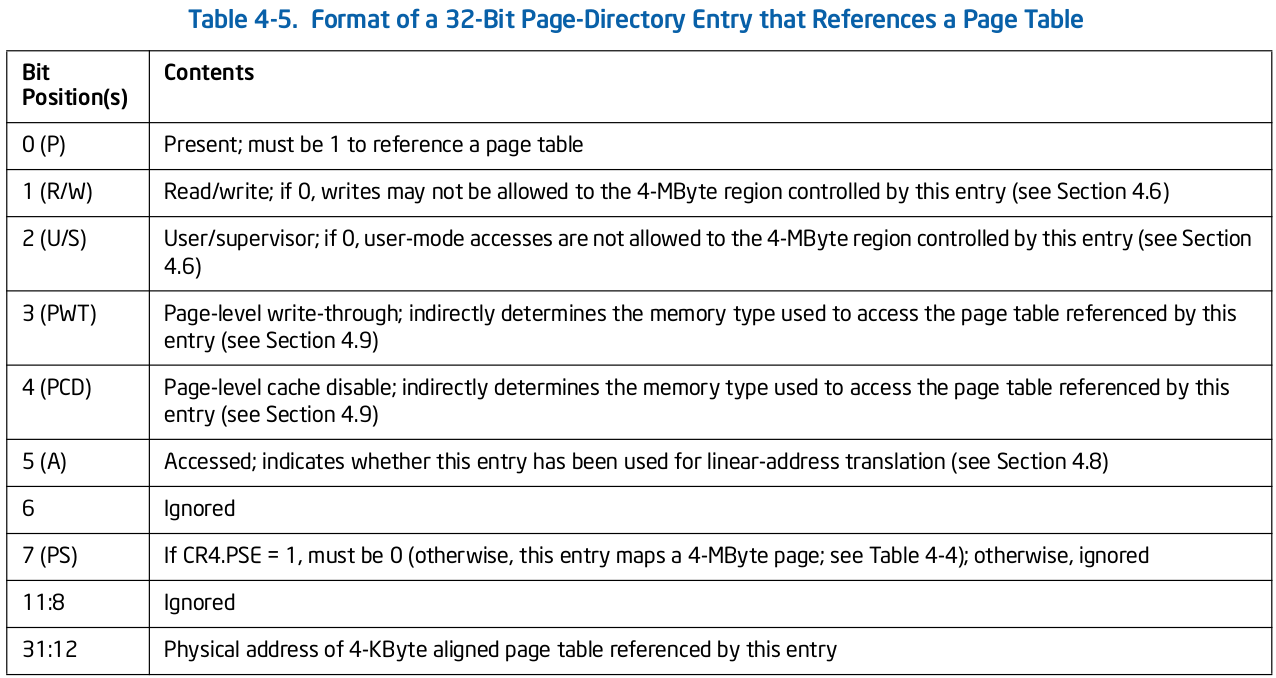 Table 4-5. Format of a 32-Bit Page-Directory Entry that References a Page Table
Bit
Position(s)
Contents
0 (P)
Present; must be 1 to reference a page table
1 (R/W)
Read/write; if 0, writes may not be allowed to the 4-MByte region controlled by this entry (see Section 4.6)
2 (U/S)
User/supervisor; if 0, user-mode accesses are not allowed to the 4-MByte region controlled by this entry (see Section
4.6)
3 (PWT)
Page-level write-through; indirectly determines the memory type used to access the page table referenced by this
entry (see Section 4.9)
4 (PCD)
Page-level cache disable; indirectly determines the memory type used to access the page table referenced by this
entry (see Section 4.9)
5 (A)
Accessed; indicates whether this entry has been used for linear-address translation (see Section 4.8)
6
Ignored
7 (PS)
If CR4.PSE = 1, must be 0 (otherwise, this entry maps a 4-MByte page; see Table 4-4); otherwise, ignored
11:8
Ignored
31:12
Physical address of 4-KByte aligned page table referenced by this entry